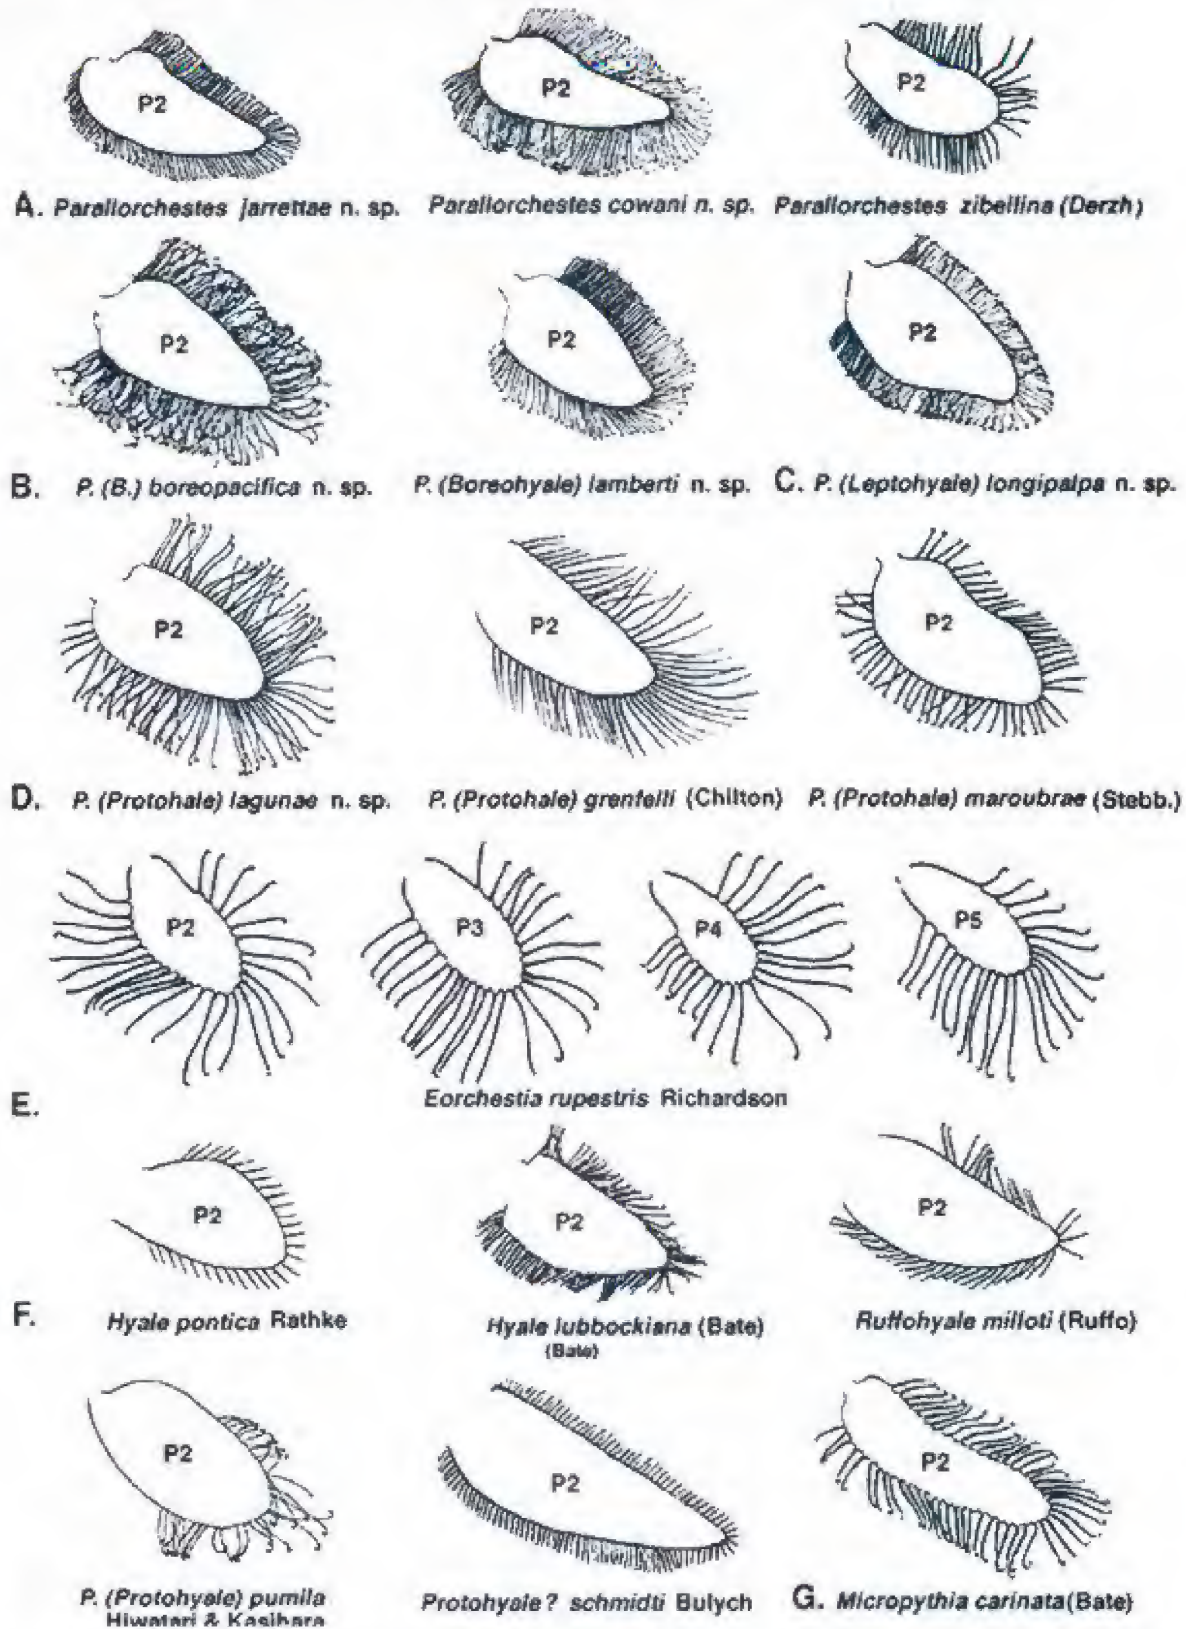 P2 P2 P2
A. Parallorchestes jarrettae n. sp. Parallorchestes cowani n. sp. Parallorchestes zibellina (Derzh)
P2 P2 P2
B. P. (B.) boreopacifica n. sp. P. (Boreohyale) lamberti n. sp. C. P. (Leptohyale) longipalpa n. sp.
P2 P2 P2
D. P. (Protohale) lagunae n. sp. P. (Protohale) grenfelli (Chilton) P. (Protohale) maroubrae (Stebb.)
P2 P3 P4 P5
Eorchestia rupestris Richardson
E.
P2 P2 P2
F. Hyale pontica Rathke Hyale lubbockiana (Bate) Ruffohyale milloti (Ruffo)
(Bate)
P2 P2 P2
P. (Protohyale) pumila Protohyale? schmidti Bulych G. Micropythia carinata (Bate)
Hiwatari & Kasihara